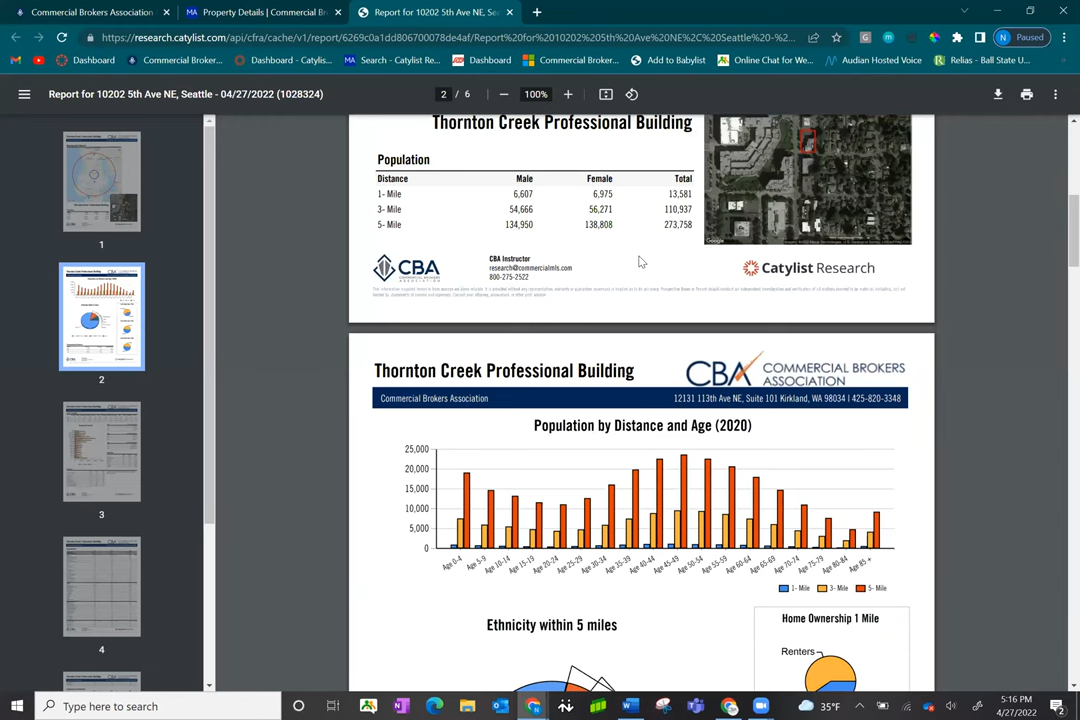 Commercial Brokers Association
Property Details | Commercial Br
Report for 10202 5th Ave NE, Se
https://research.catylist.com/api/cfra/cache/v1/report/6269c0a1dd806700078de4af/Report%20for%2010202%205th%20Ave%20NE%2C%20Seattle%20-%2...
Paused
Dashboard
Commercial Broker...
Dashboard - Catylis...
Search - Catylist Re...
Dashboard
Commercial Broker...
Add to Babylist
Online Chat for We...
Audian Hosted Voice
Relias - Ball State U...
Report for 10202 5th Ave NE, Seattle - 04/27/2022 (1028324)
2 / 6
100%
1
2
3
4
Thornton Creek Professional Building
Population
Distance Male Female Total
1- Mile 6,607 6,975 13,581
3- Mile 54,666 56,271 110,937
5- Mile 134,950 138,808 273,758
Google
CBA
COMMERCIAL BROKERS
ASSOCIATION
CBA Instructor
research@commercialmls.com
800-275-2522
Catylist Research
Thornton Creek Professional Building
CBA COMMERCIAL BROKERS
ASSOCIATION
Commercial Brokers Association
12131 113th Ave NE, Suite 101 Kirkland, WA 98034 | 425-820-3348
Population by Distance and Age (2020)
25,000
20,000
15,000
10,000
5,000
0
Age 0-4
Age 5-9
Age 10-14
Age 15-19
Age 20-24
Age 25-29
Age 30-34
Age 35-39
Age 40-44
Age 45-49
Age 50-54
Age 55-59
Age 60-64
Age 65-69
Age 70-74
Age 75-79
Age 80-84
Age 85 +
1- Mile
3- Mile
5- Mile
Ethnicity within 5 miles
Home Ownership 1 Mile
Renters
Type here to search
35°F
5:16 PM
4/27/2022